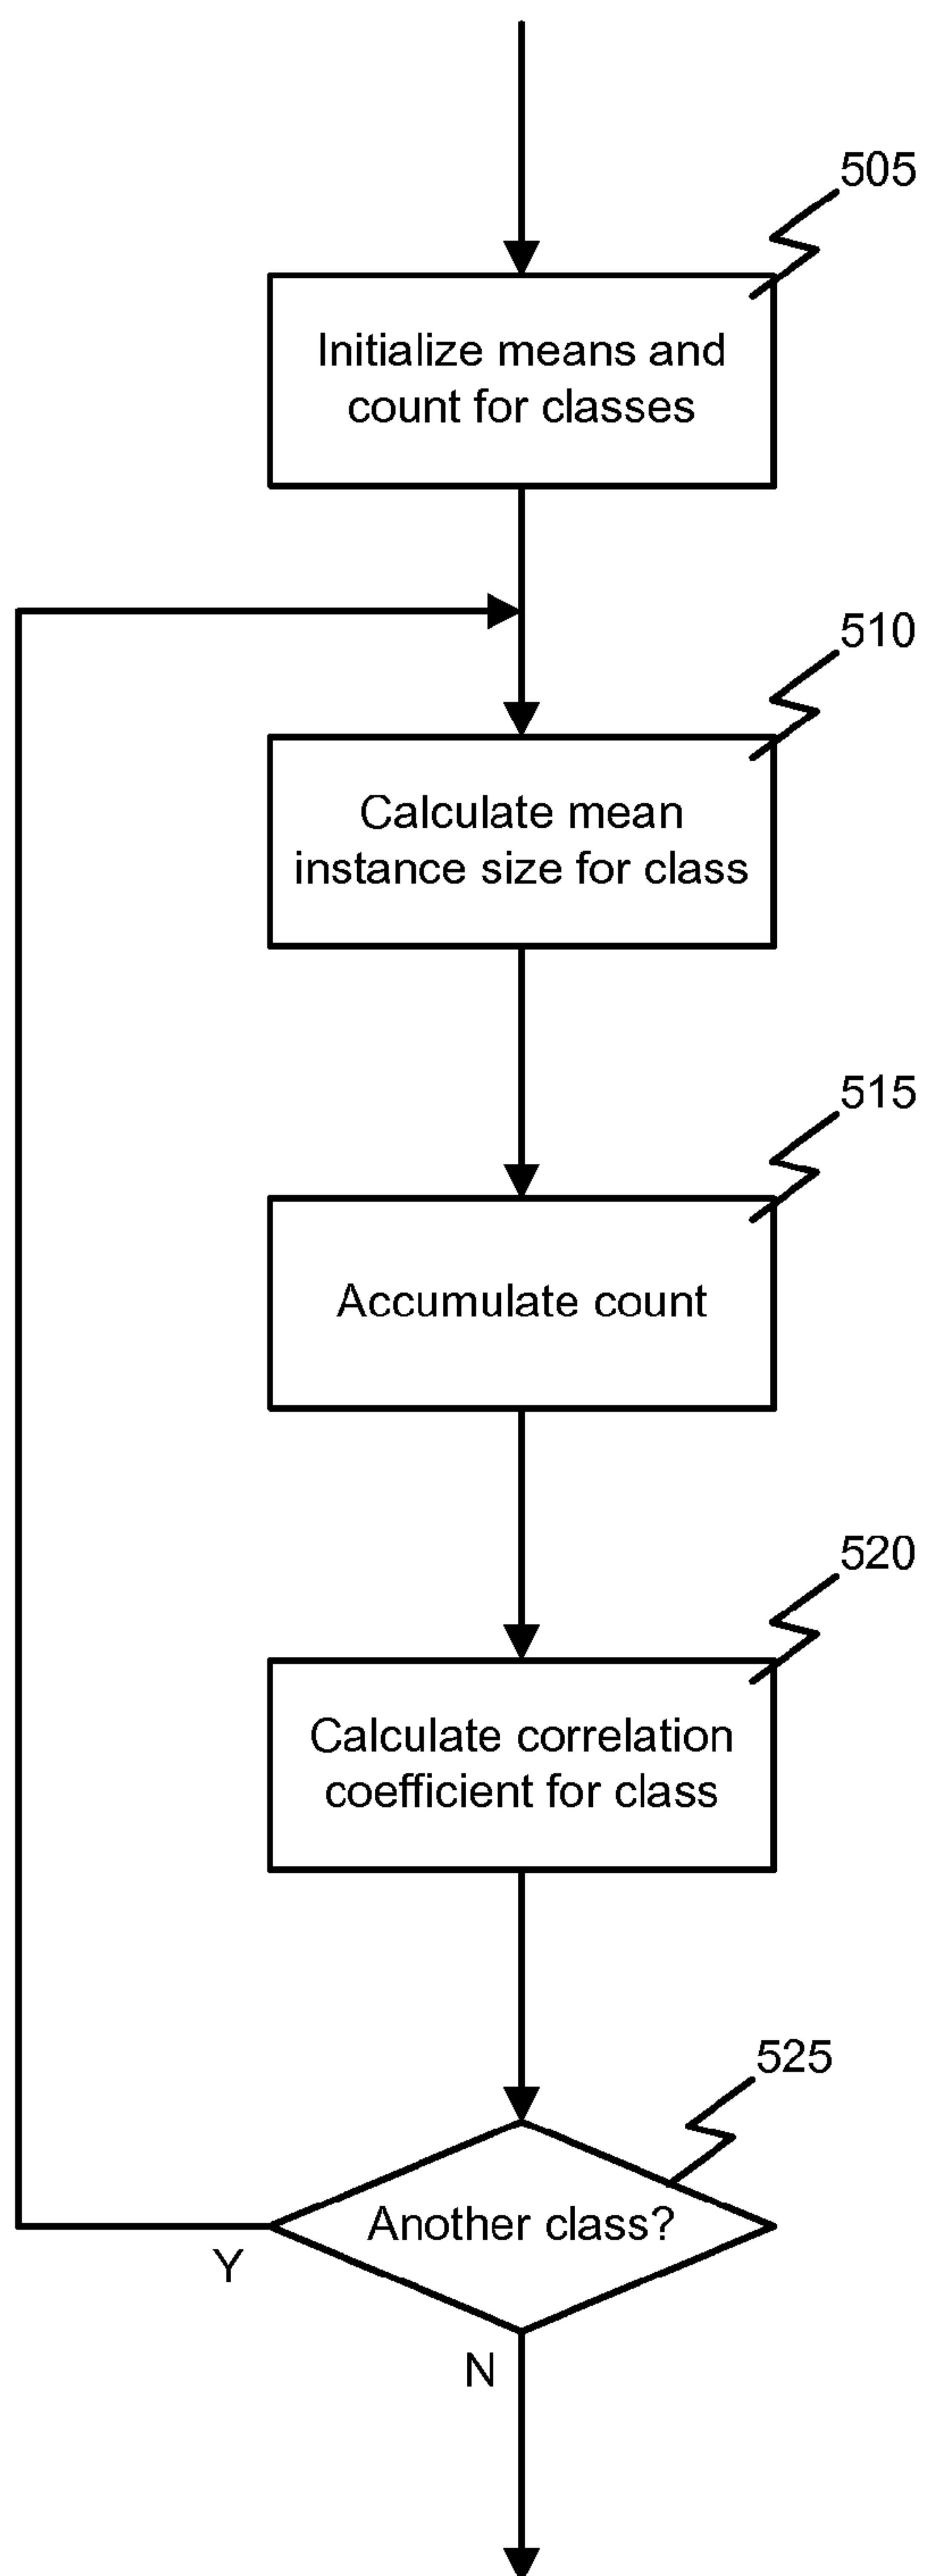 505
Initialize means and
count for classes
510
Calculate mean
instance size for class
515
Accumulate count
520
Calculate correlation
coefficient for class
525
Another class?
Y
N